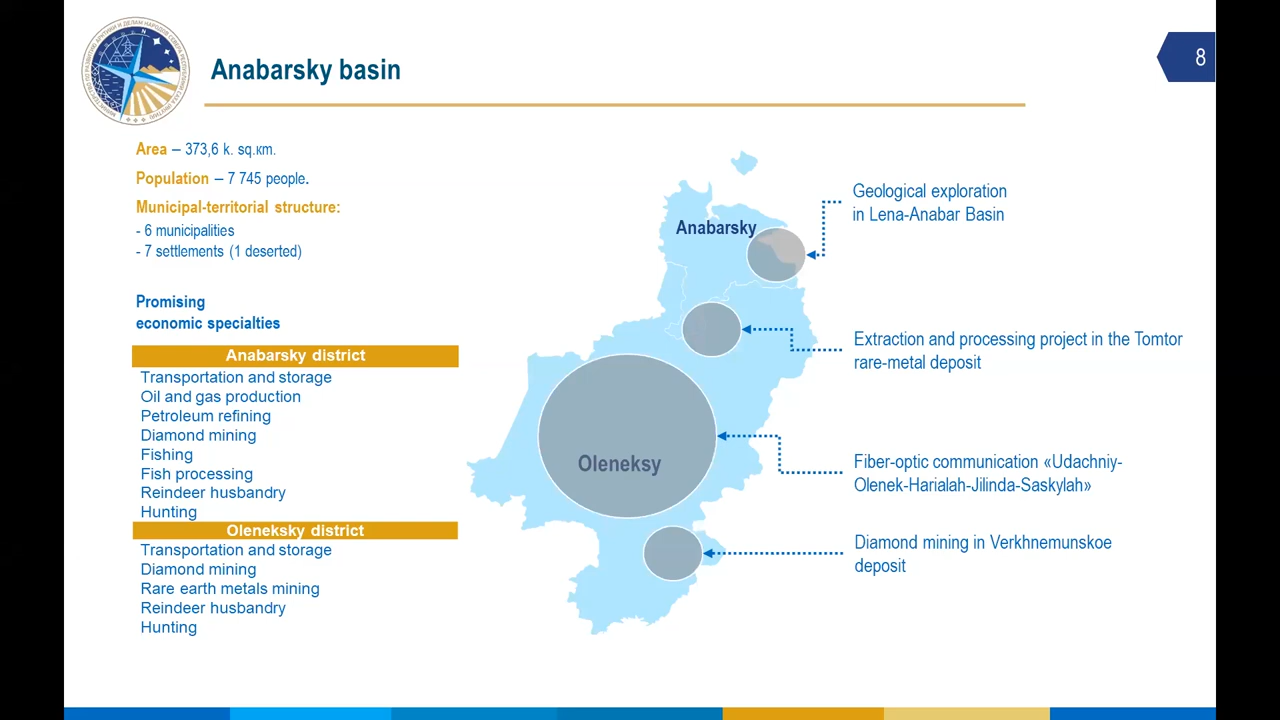 Anabarsky basin
8
Area – 373,6 k. sq.км.
Population – 7 745 people.
Municipal-territorial structure:
- 6 municipalities
- 7 settlements (1 deserted)
Promising
economic specialties
Anabarsky district
Transportation and storage
Oil and gas production
Petroleum refining
Diamond mining
Fishing
Fish processing
Reindeer husbandry
Hunting
Oleneksky district
Transportation and storage
Diamond mining
Rare earth metals mining
Reindeer husbandry
Hunting
Anabarsky
Oleneksy
Geological exploration
in Lena-Anabar Basin
Extraction and processing project in the Tomtor
rare-metal deposit
Fiber-optic communication «Udachniy-
Olenek-Harialah-Jilinda-Saskylah»
Diamond mining in Verkhnemunskoe
deposit